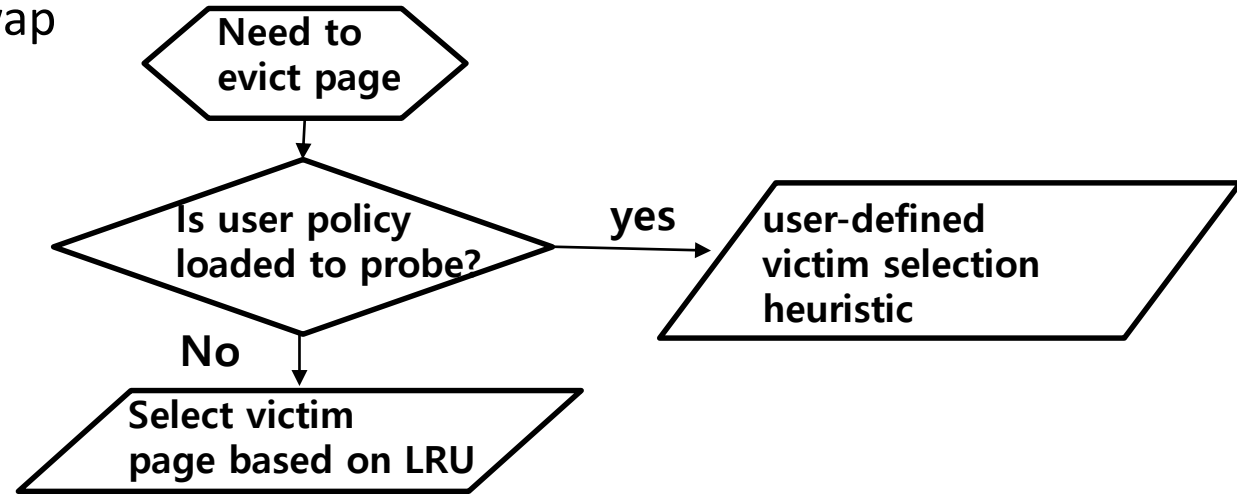 Need to
evict page
Is user policy
loaded to probe?
yes
user-defined
victim selection
heuristic
No
Select victim
page based on LRU